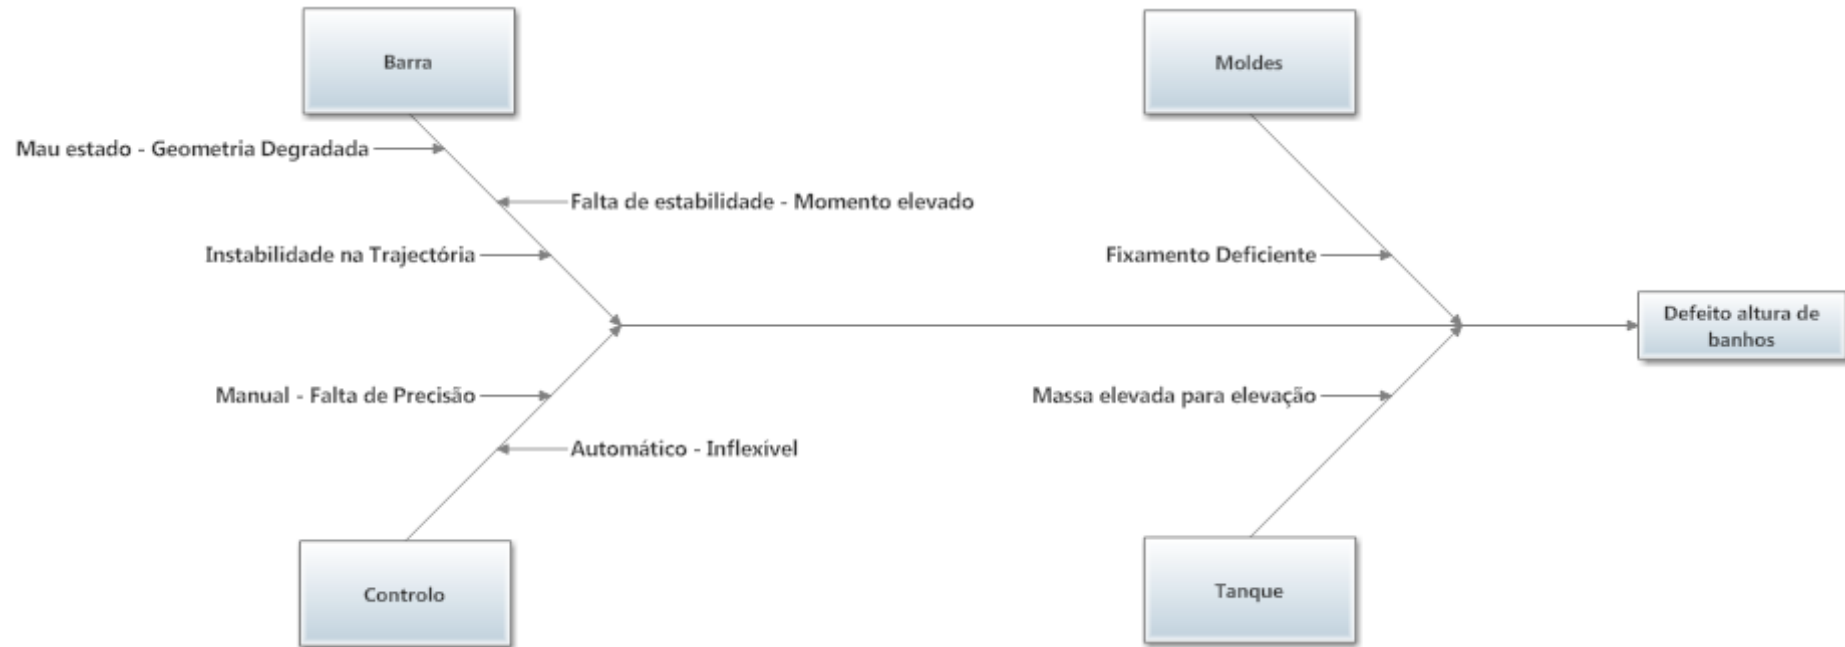 Barra
Moldes
Mau estado - Geometria Degradada
Falta de estabilidade - Momento elevado
Instabilidade na Trajectória
Fixamento Deficiente
Defeito altura de
banhos
Manual - Falta de Precisão
Massa elevada para elevação
Automático - Inflexível
Controlo
Tanque